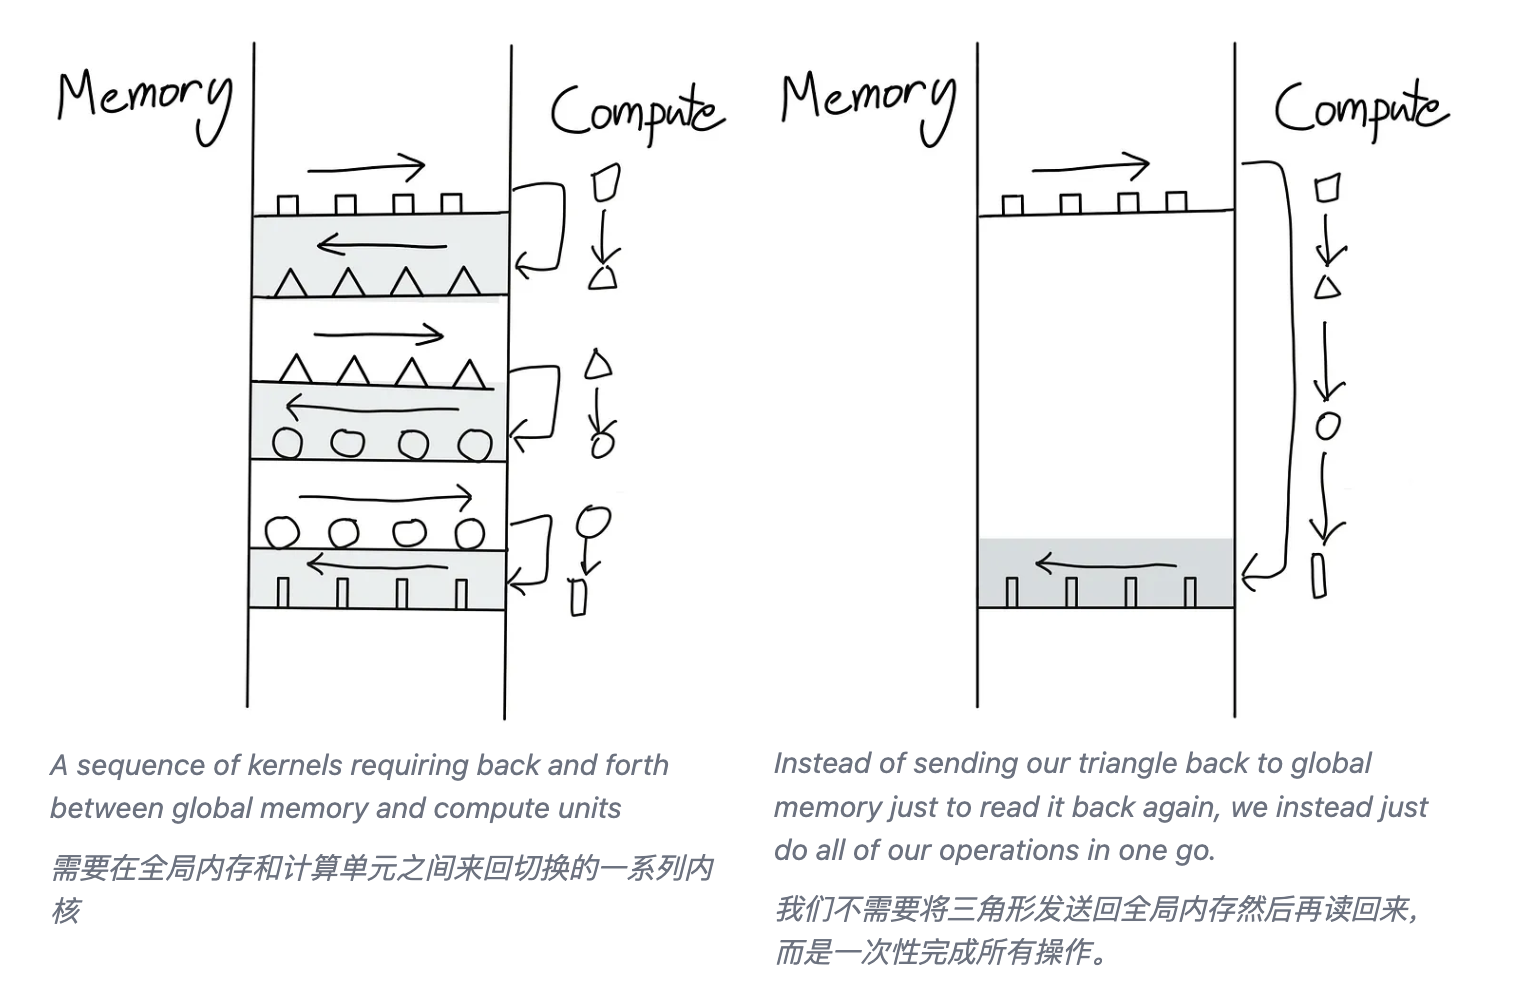 Memory
Compute
A sequence of kernels requiring back and forth
between global memory and compute units
需要在全局内存和计算单元之间来回切换的一系列内
核
Memory
Compute
Instead of sending our triangle back to global
memory just to read it back again, we instead just
do all of our operations in one go.
我们不需要将三角形发送回全局内存然后再读回来，
而是一次性完成所有操作。